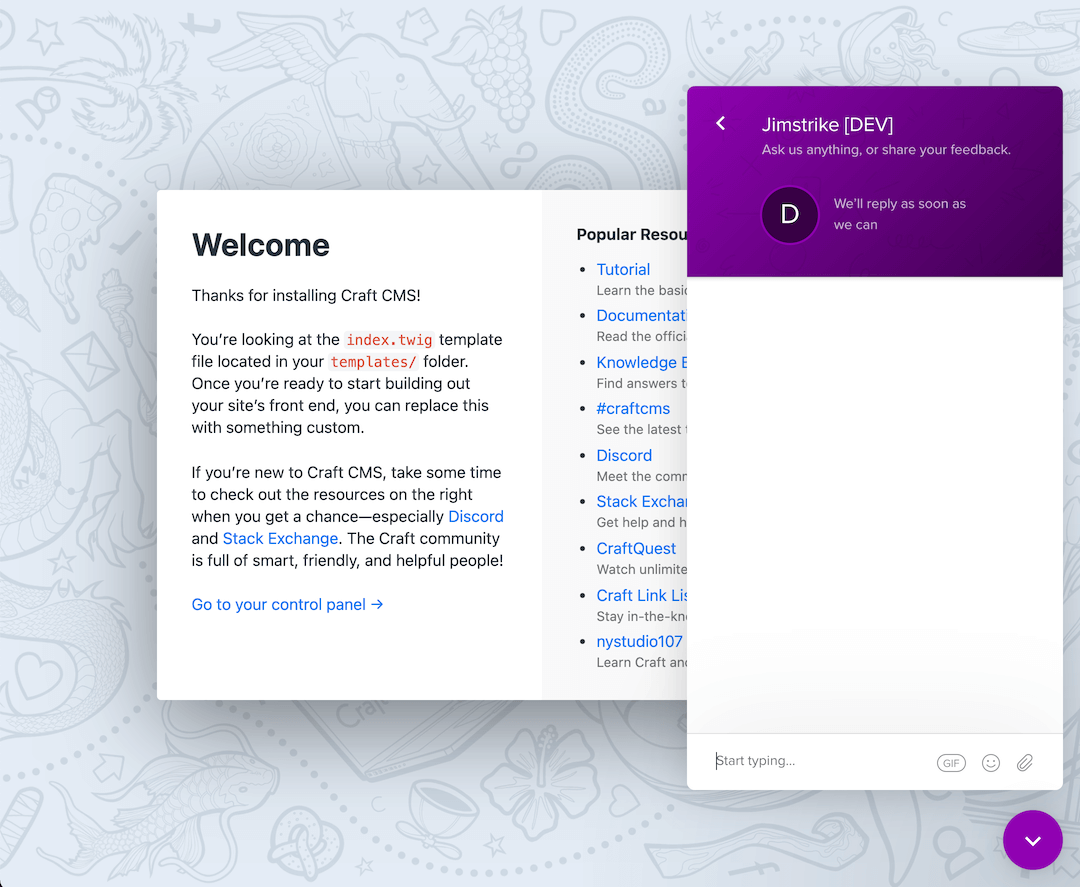 Welcome
Thanks for installing Craft CMS!
You’re looking at the index.twig template
file located in your templates/ folder.
Once you’re ready to start building out
your site’s front end, you can replace this
with something custom.
If you’re new to Craft CMS, take some time
to check out the resources on the right
when you get a chance—especially Discord
and Stack Exchange. The Craft community
is full of smart, friendly, and helpful people!
Go to your control panel →
Popular Resou
Tutorial
Learn the basic
Documentat
Read the offici
Knowledge B
Find answers t
#craftcms
See the latest
Discord
Meet the comm
Stack Exchan
Get help and h
CraftQuest
Watch unlimite
Craft Link Lis
Stay in-the-kn
nystudio107
Learn Craft and
Jimstrike [DEV]
Ask us anything, or share your feedback.
D
We’ll reply as soon as
we can
Start typing...
GIF
Craft